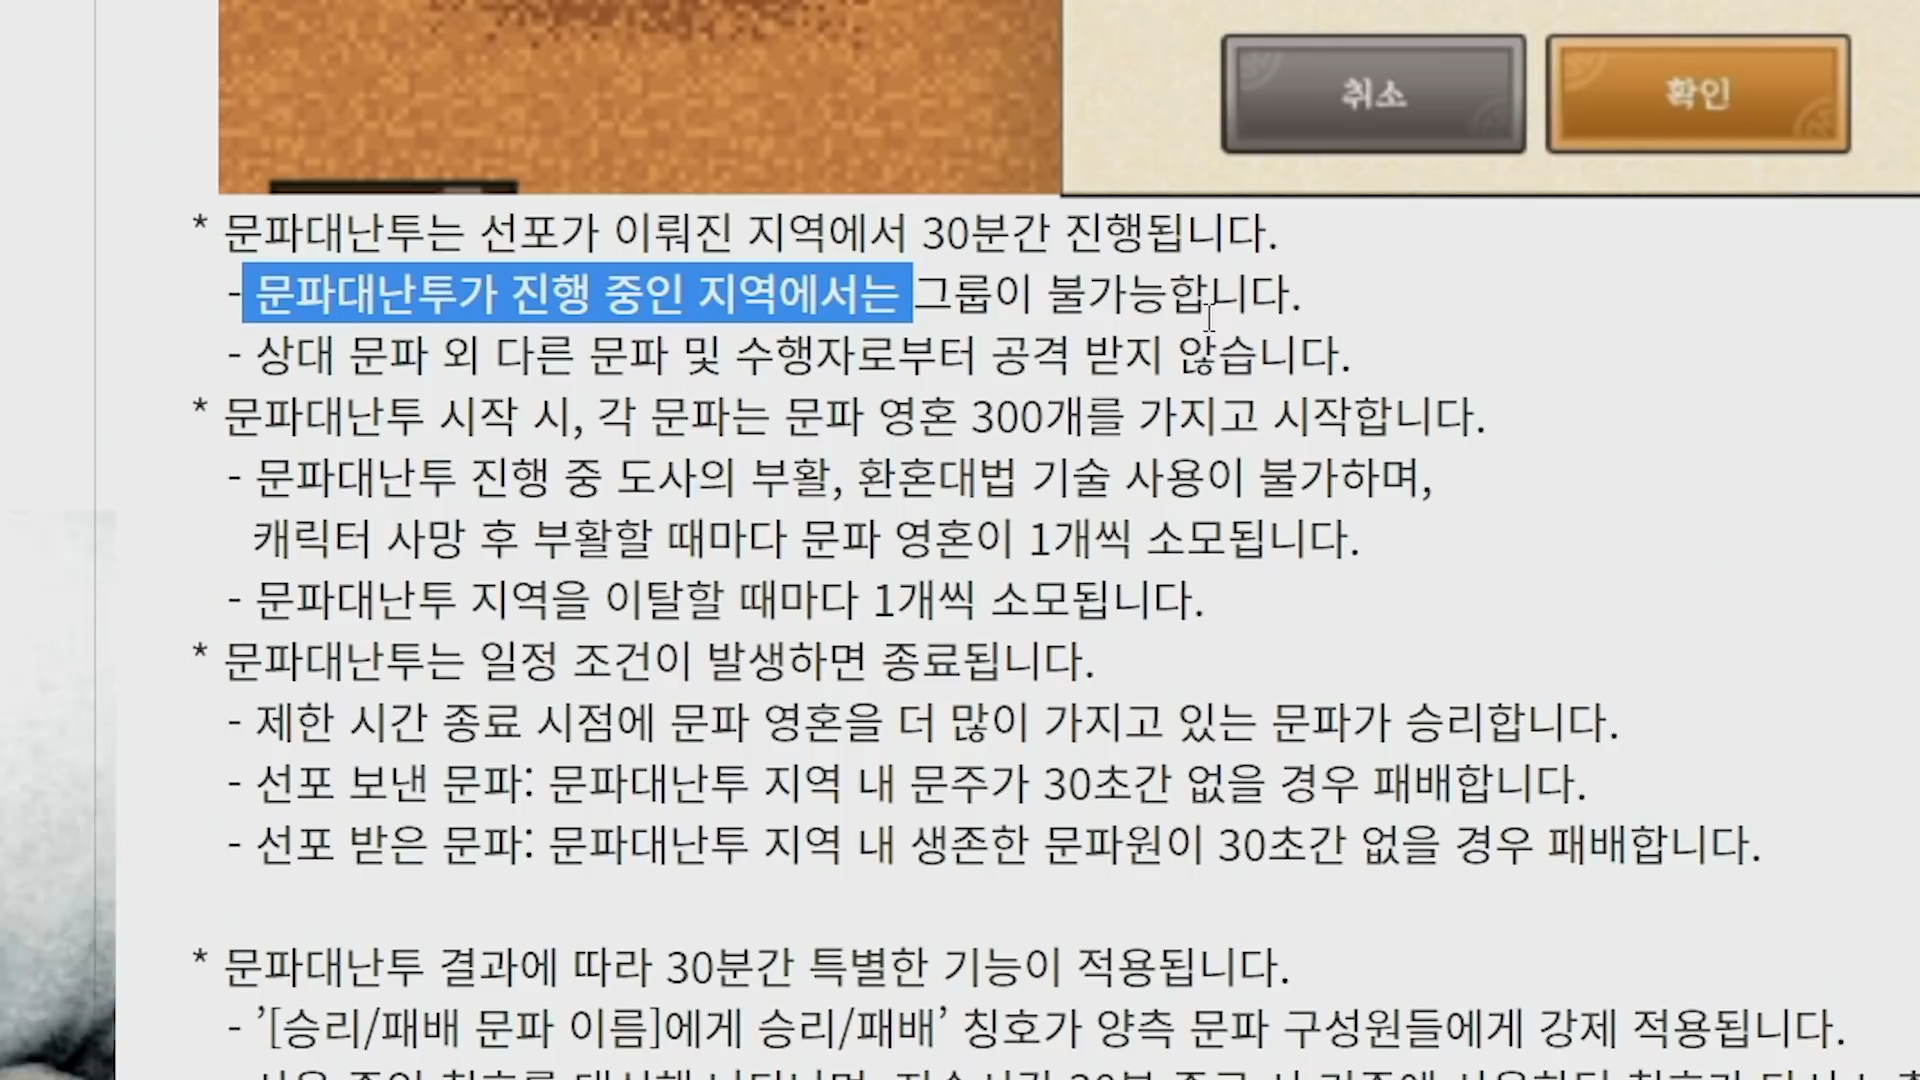 취소 확인
* 문파대난투는 선포가 이뤄진 지역에서 30분간 진행됩니다.
- 문파대난투가 진행 중인 지역에서는 그룹이 불가능합니다.
- 상대 문파 외 다른 문파 및 수행자로부터 공격 받지 않습니다.
* 문파대난투 시작 시, 각 문파는 문파 영혼 300개를 가지고 시작합니다.
- 문파대난투 진행 중 도사의 부활, 환혼대법 기술 사용이 불가하며,
캐릭터 사망 후 부활할 때마다 문파 영혼이 1개씩 소모됩니다.
- 문파대난투 지역을 이탈할 때마다 1개씩 소모됩니다.
* 문파대난투는 일정 조건이 발생하면 종료됩니다.
- 제한 시간 종료 시점에 문파 영혼을 더 많이 가지고 있는 문파가 승리합니다.
- 선포 보낸 문파: 문파대난투 지역 내 문주가 30초간 없을 경우 패배합니다.
- 선포 받은 문파: 문파대난투 지역 내 생존한 문파원이 30초간 없을 경우 패배합니다.
* 문파대난투 결과에 따라 30분간 특별한 기능이 적용됩니다.
- ’[승리/패배 문파 이름]에게 승리/패배’ 칭호가 양측 문파 구성원들에게 강제 적용됩니다.